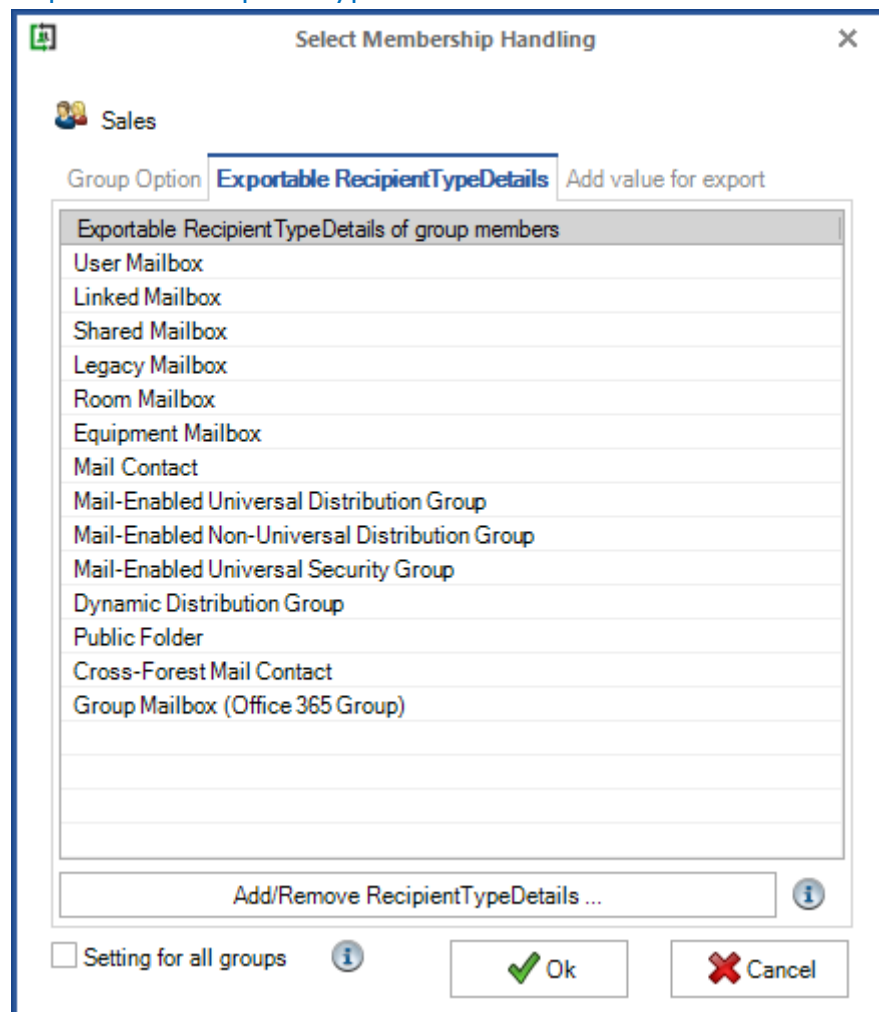 Select Membership Handling
Sales
Group Option Exportable RecipientTypeDetails Add value for export
Exportable RecipientTypeDetails of group members
User Mailbox
Linked Mailbox
Shared Mailbox
Legacy Mailbox
Room Mailbox
Equipment Mailbox
Mail Contact
Mail-Enabled Universal Distribution Group
Mail-Enabled Non-Universal Distribution Group
Mail-Enabled Universal Security Group
Dynamic Distribution Group
Public Folder
Cross-Forest Mail Contact
Group Mailbox (Office 365 Group)
Add/Remove RecipientTypeDetails ...
Setting for all groups Ok Cancel